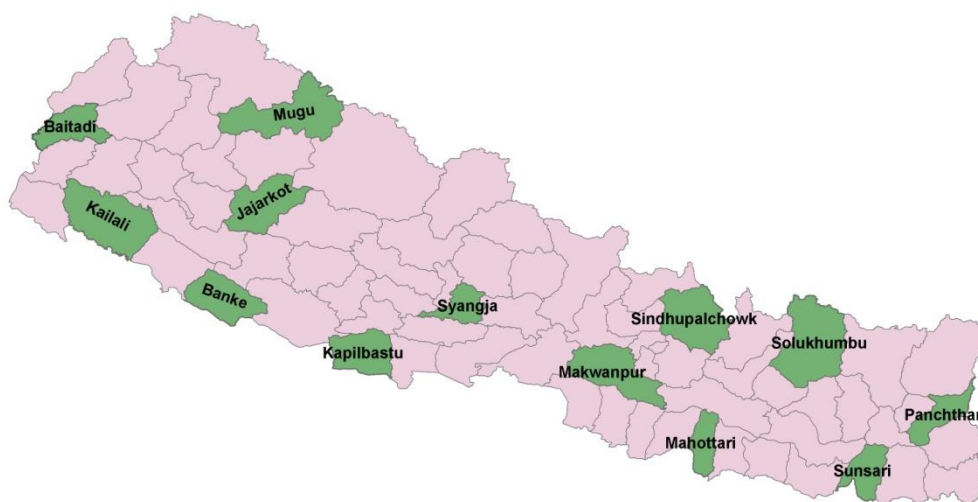 Mugu
Baitadi
Jajarkot
Kailali
Banke
Syangja
Sindhupalchowk
Solukhumbu
Kapilbastu
Makwanpur
Panchthar
Mahottari
Sunsari